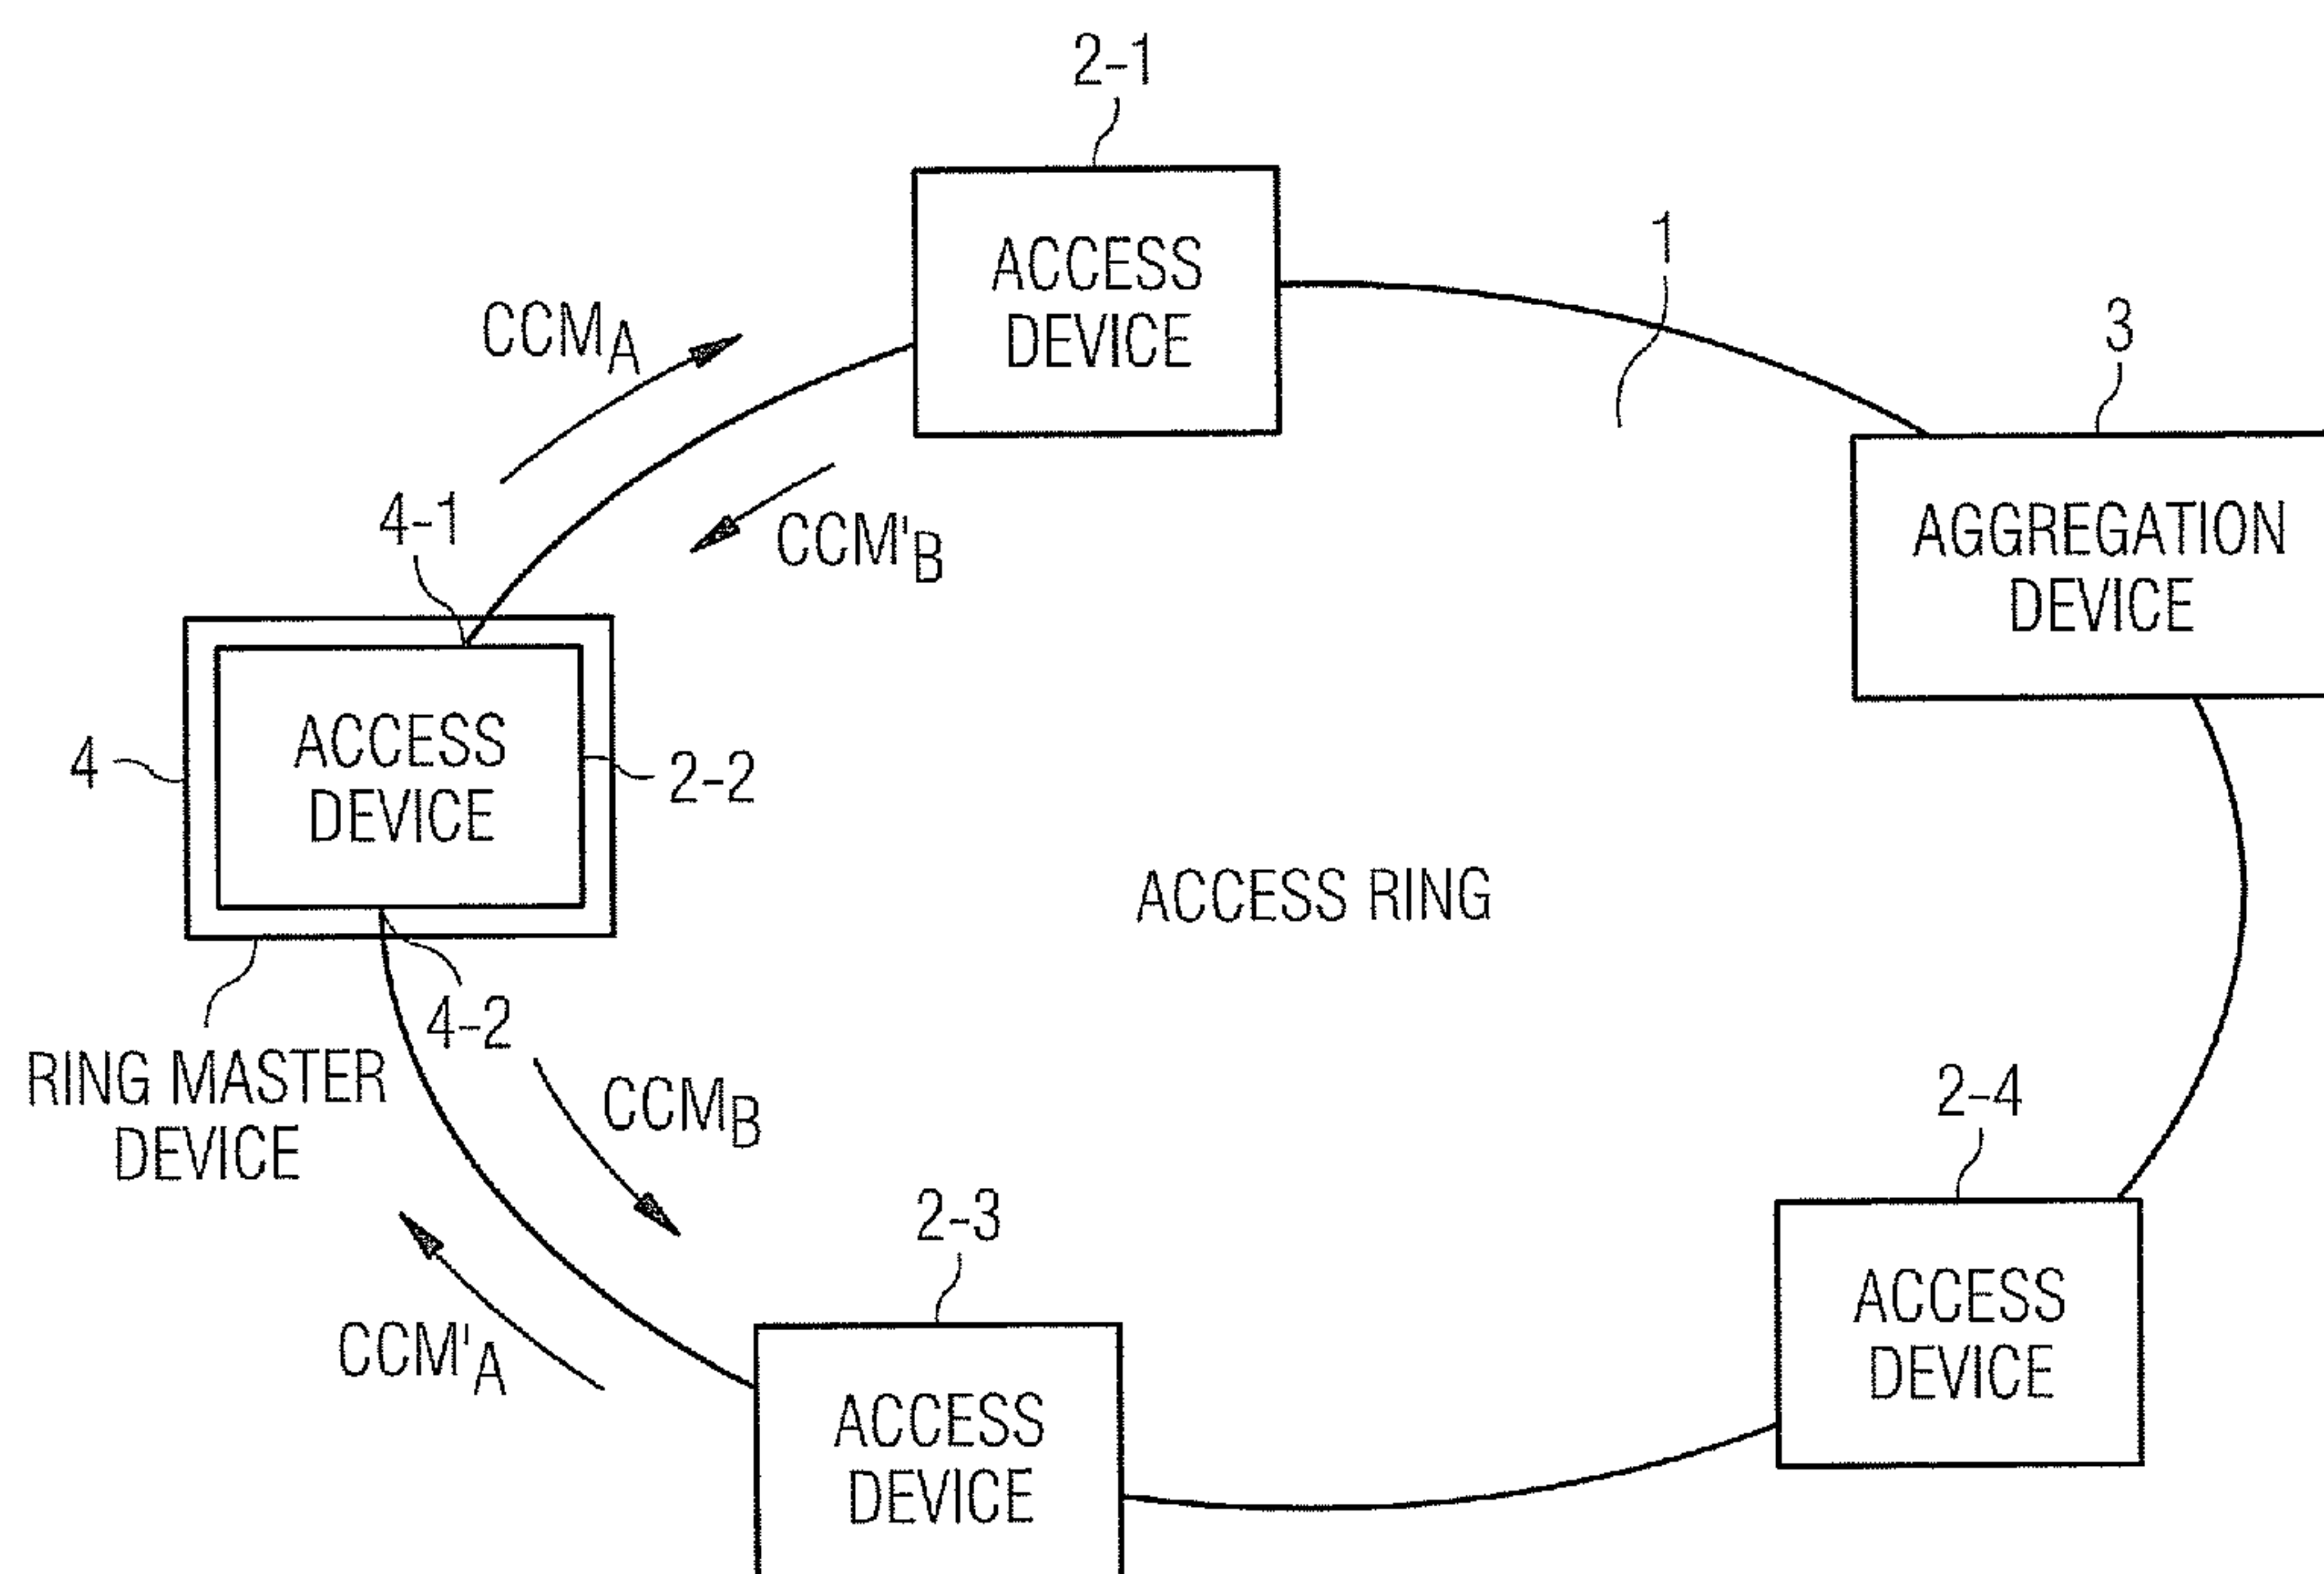 2-1
ACCESS
DEVICE
1
3
CCMA
CCM'B
AGGREGATION
DEVICE
4-1
4
ACCESS
DEVICE
2-2
ACCESS RING
4-2
RING MASTER
DEVICE
CCMB
2-4
2-3
ACCESS
DEVICE
CCM'A
ACCESS
DEVICE